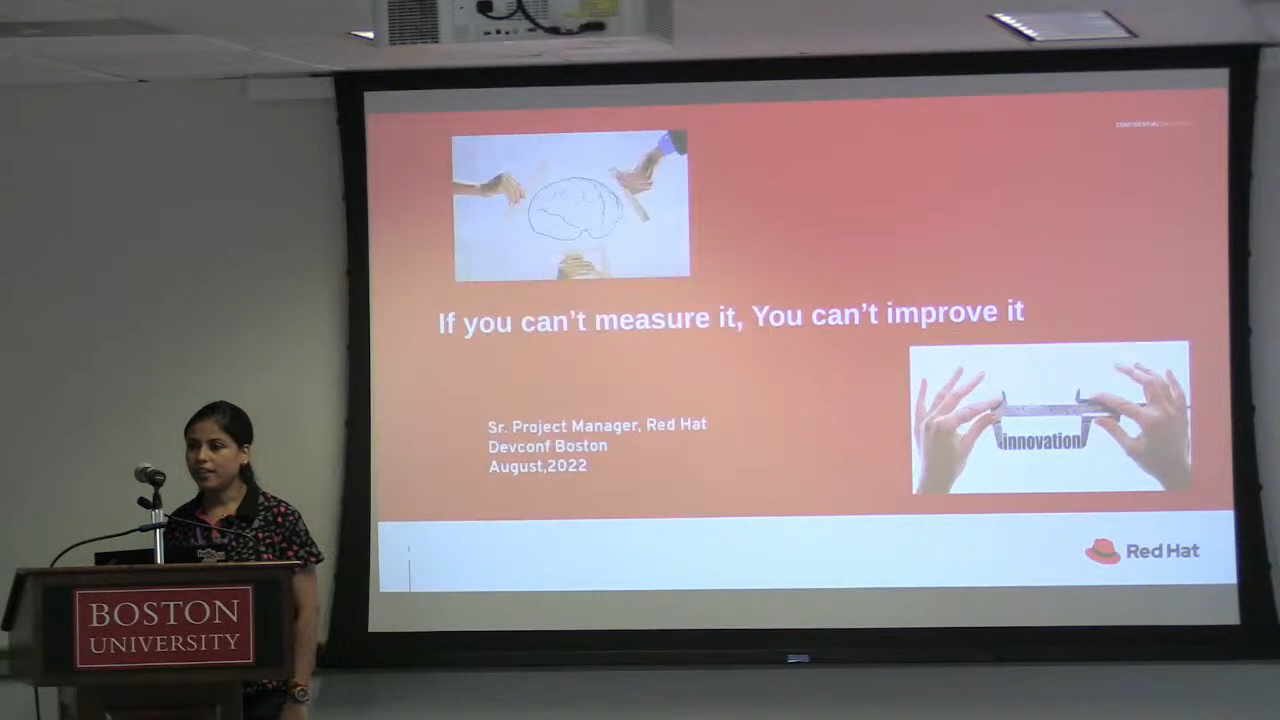 CONFIDENTIAL
If you can't measure it, You can't improve it
innovation
Sr. Project Manager, Red Hat
Devconf Boston
August,2022
Red Hat
BOSTON
UNIVERSITY